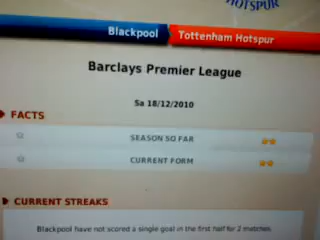 HOTSPUR
Blackpool Tottenham Hotspur
Barclays Premier League
Sa 18/12/2010
FACTS
SEASON SO FAR
CURRENT FORM
CURRENT STREAKS
Blackpool have not scored a single goal in the first half for 2 matches.